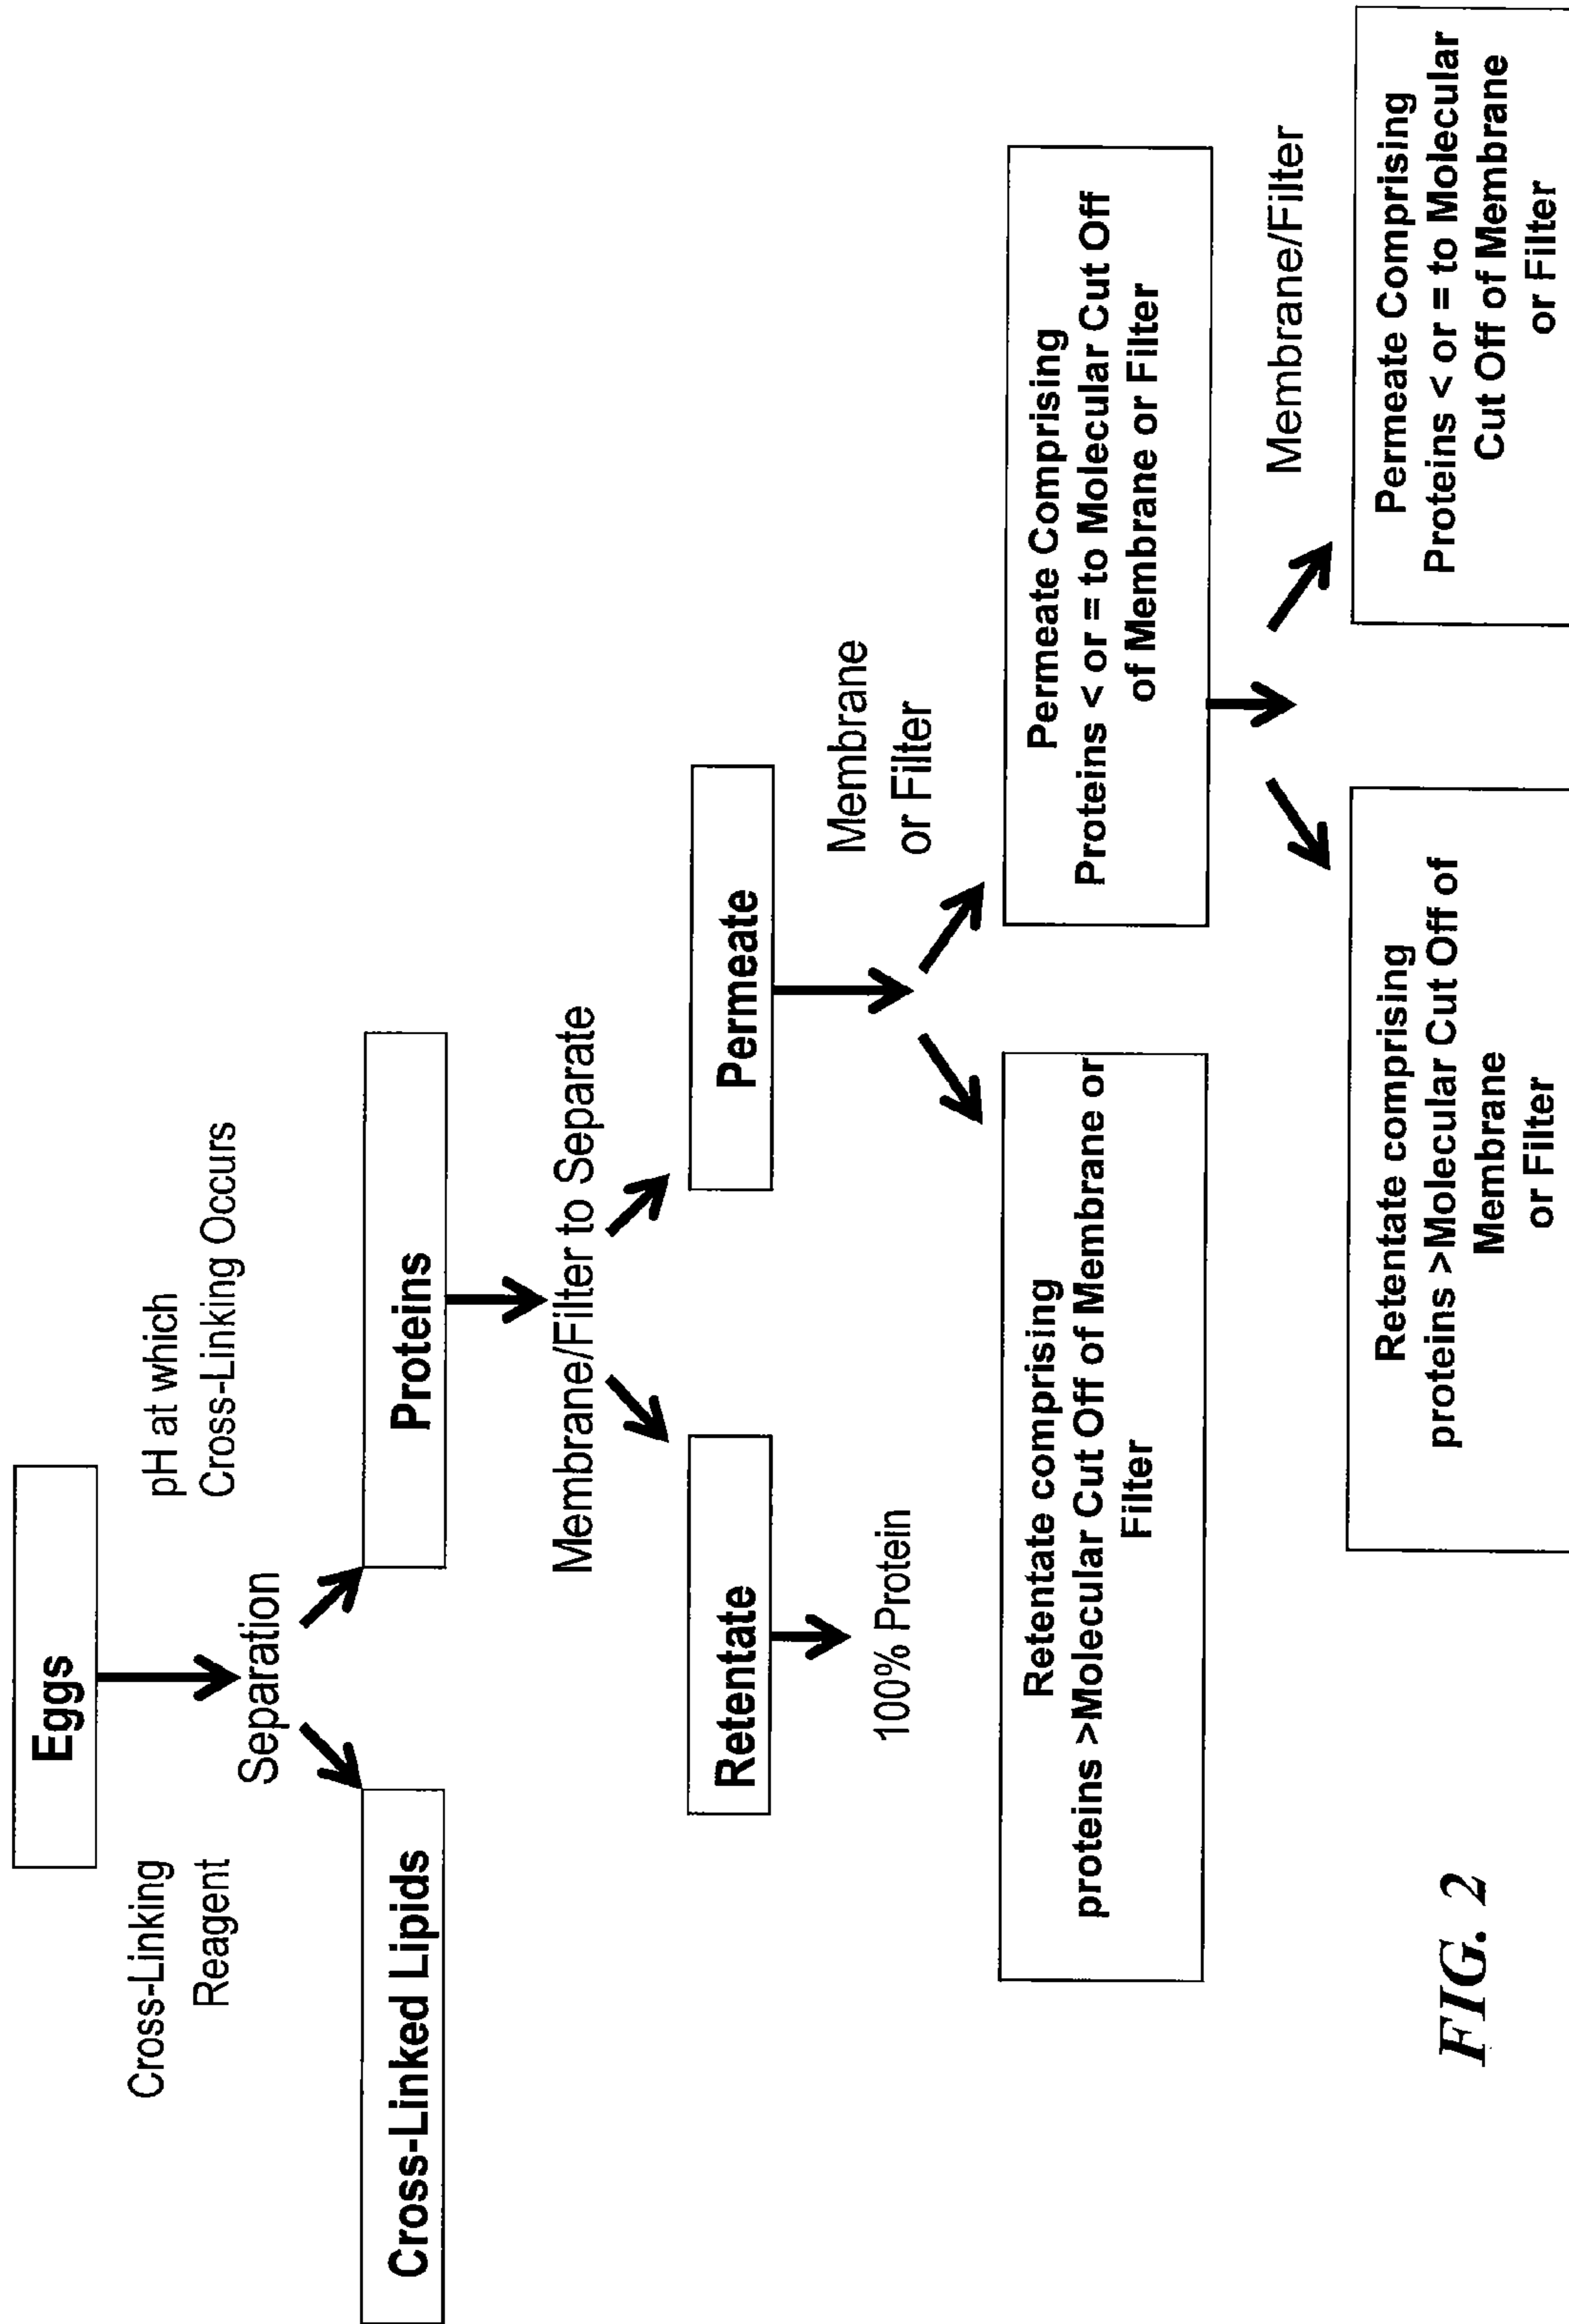 Eggs
Cross-Linking
Reagent
pH at which
Cross-Linking Occurs
Separation
Cross-Linked Lipids
Proteins
Membrane/Filter to Separate
Retentate
Permeate
100% Protein
Membrane
or Filter
Retentate comprising
proteins >Molecular Cut Off of Membrane or
Filter
Permeate Comprising
Proteins < or = to Molecular Cut Off
of Membrane or Filter
Membrane/Filter
Retentate comprising
proteins >Molecular Cut Off of
Membrane
or Filter
Permeate Comprising
Proteins < or = to Molecular
Cut Off of Membrane
or Filter
FIG. 2